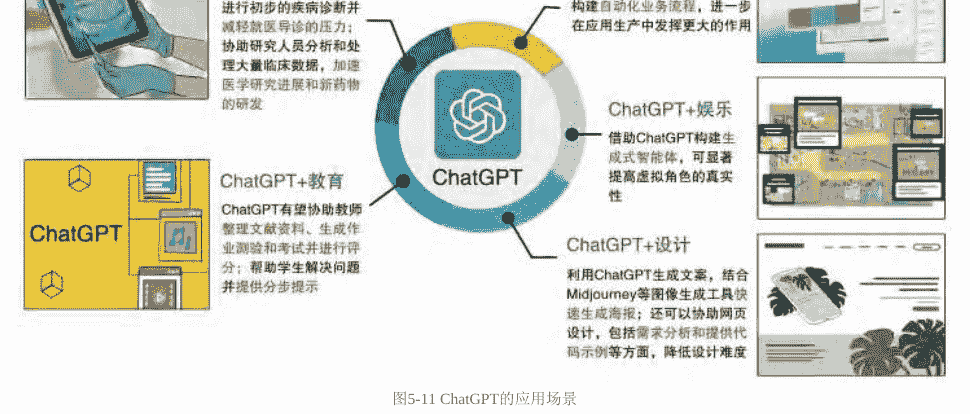 进行初步的疾病诊断并
减轻就医导诊的压力;
协助研究人员分析和处
理大量临床数据,加速
医学研究进展和新药物
的研发
构建自动化业务流程,进一步
在应用生产中发挥更大的作用
ChatGPT
ChatGPT+娱乐
借助ChatGPT构建生
成式智能体,可显著
提高虚拟角色的真实
性
ChatGPT
ChatGPT+教育
ChatGPT有望协助教师
整理文献资料、生成作
业测验和考试并进行评
分;帮助学生解决问题
并提供分步提示
ChatGPT+设计
利用ChatGPT生成文案,结合
Midjourney等图像生成工具快
速生成海报;还可以协助网页
设计,包括需求分析和提供代
码示例等方面,降低设计难度
图5-11 ChatGPT的应用场景